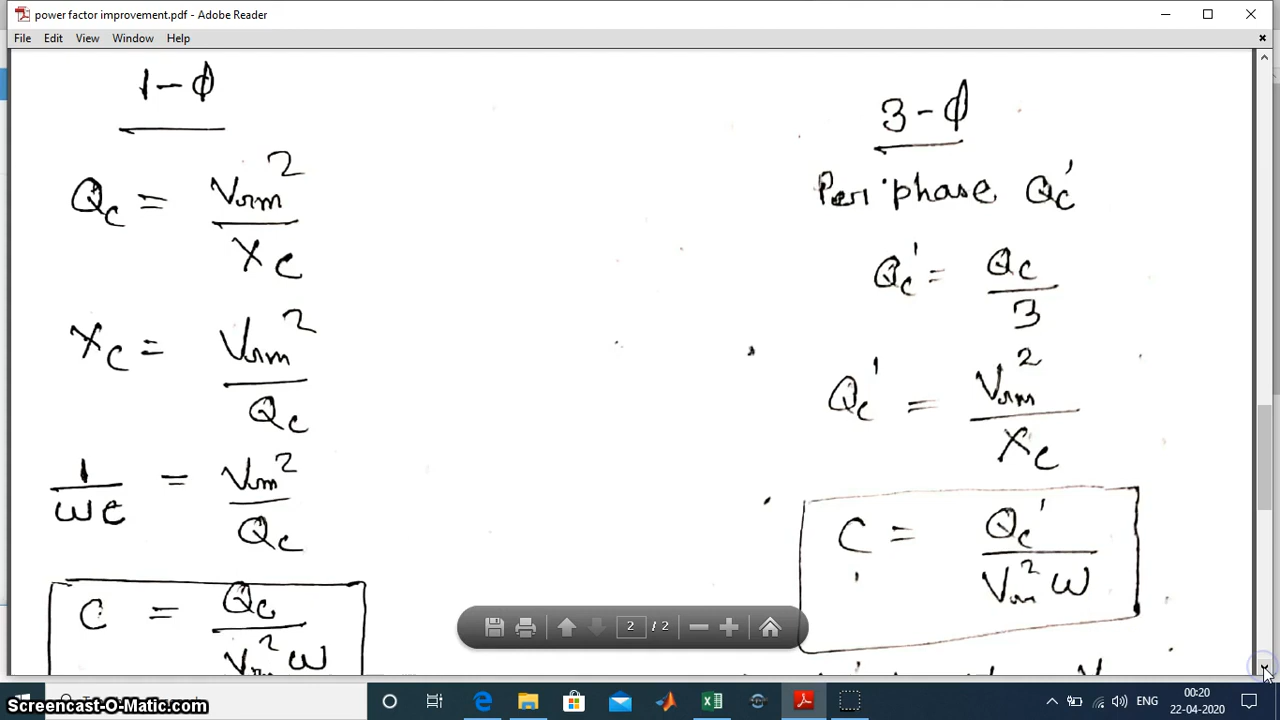 power factor improvement.pdf - Adobe Reader
File Edit View Window Help
1-ϕ
Qc = Vrm² / Xc
Xc = Vrm² / Qc
1 / ωc = Vrm² / Qc
C = Qc / Vrm² ω
3-ϕ
Per phase Qc'
Qc' = Qc / 3
Qc' = Vrm² / Xc
C = Qc' / Vrm² ω
2 / 2
Screencast-O-Matic.com
ENG
00:20
22-04-2020